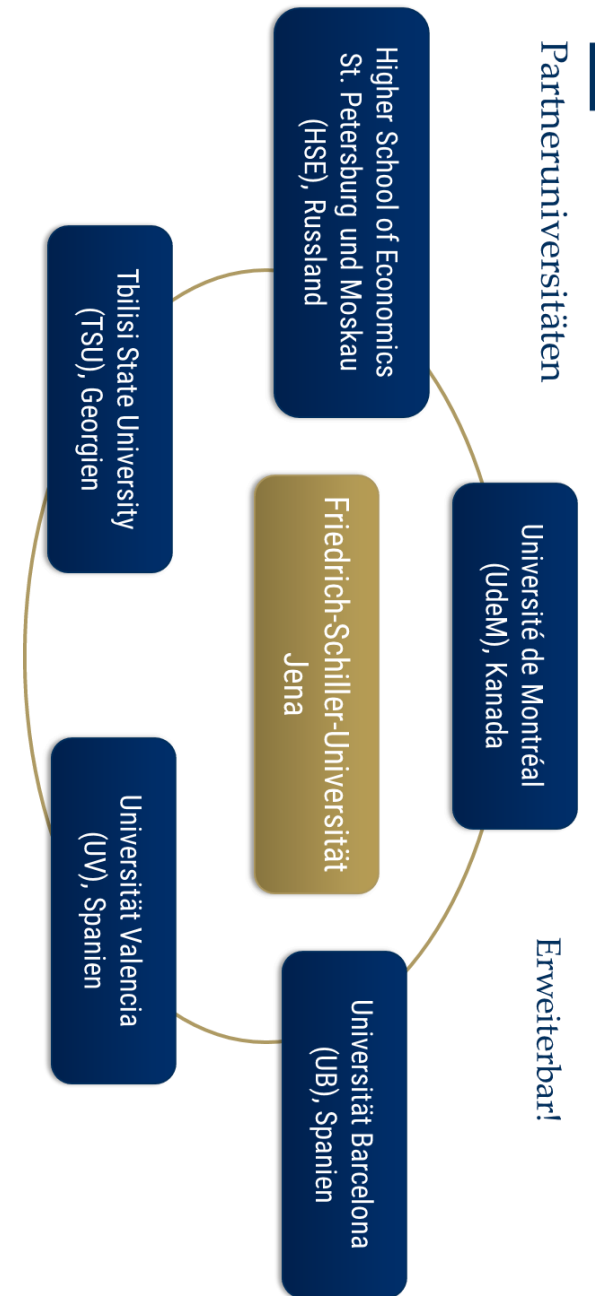 Partneruniversitäten
Erweiterbar!
Université de Montréal
(UdeM), Kanada
Higher School of Economics
St. Petersburg und Moskau
(HSE), Russland
Friedrich-Schiller-Universität
Jena
Universität Barcelona
(UB), Spanien
Tbilisi State University
(TSU), Georgien
Universität Valencia
(UV), Spanien